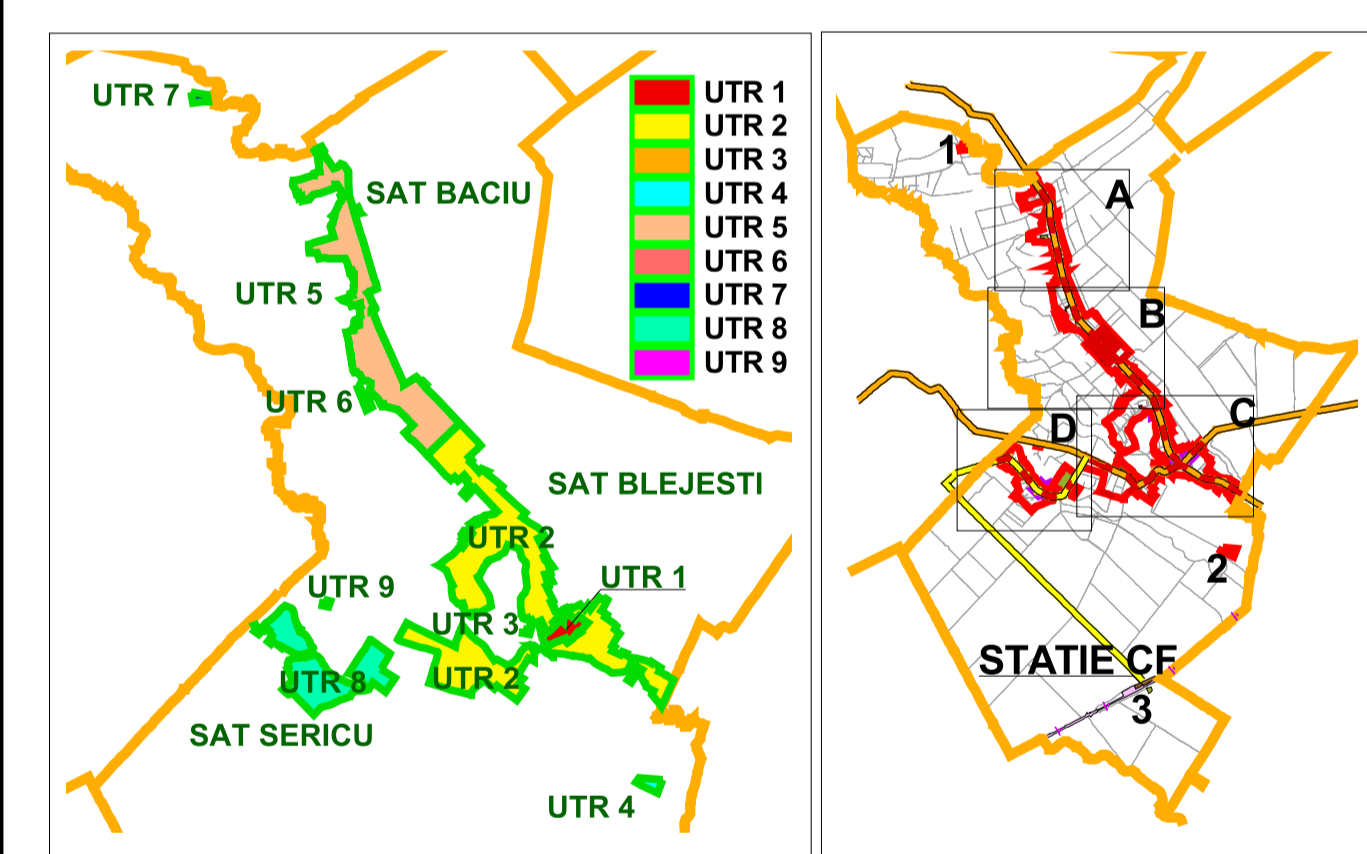 UTR 7
UTR 1
UTR 2
UTR 3
UTR 4
UTR 5
UTR 6
UTR 7
UTR 8
UTR 9
SAT BACIU
UTR 5
UTR 6
SAT BLEJESTI
UTR 2
UTR 1
UTR 9
UTR 3
UTR 2
UTR 8
SAT SERICU
UTR 4
1
A
B
C
D
2
STATIE CF
3